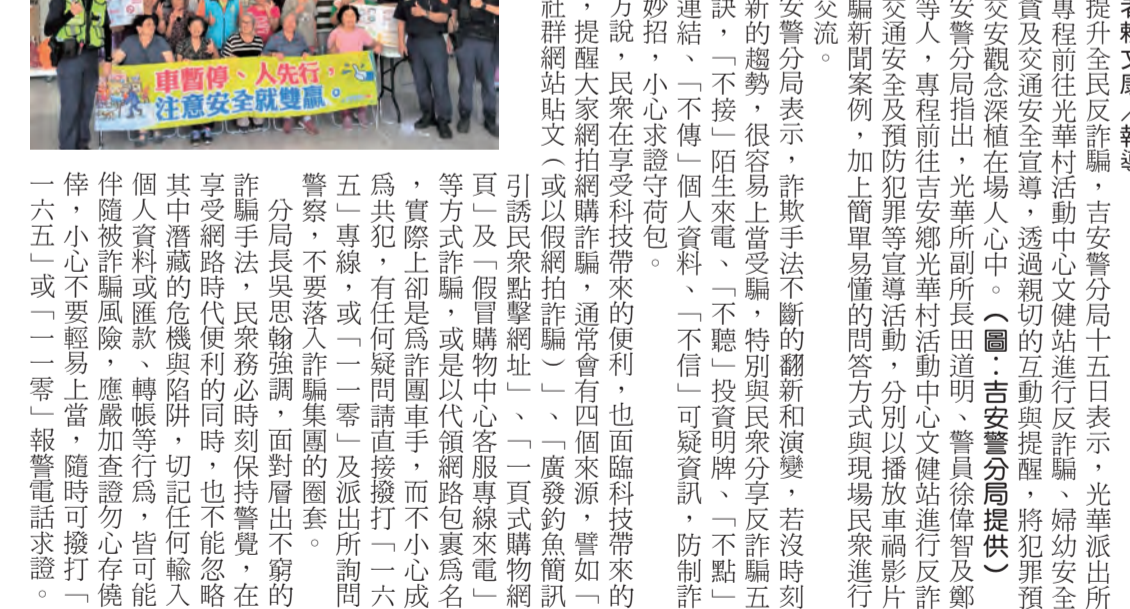 者賴文康／報導
提升全民反詐騙，吉安警分局十五日表示，光華派出所
專程前往光華村活動中心文健站進行反詐騙、婦幼安全
及交通安全宣導，透過親切的互動與提醒，將犯罪預
交安觀念深植在場人心中。（圖：吉安警分局提供）
安警分局指出，光華所副所長田道明、警員徐偉智及鄭
等人，專程前往吉安鄉光華村活動中心文健站進行反詐
交通安全及預防犯罪等宣導活動，分別以播放車禍影片
騙新聞案例，加上簡單易懂的問答方式與現場民衆進行
交流。
安警分局表示，詐欺手法不斷的翻新和演變，若沒時刻
新的趨勢，很容易上當受騙，特別與民衆分享反詐騙五
訣，「不接」陌生來電、「不聽」投資明牌、「不點」
連結、「不傳」個人資料、「不信」可疑資訊，防制詐
妙招，小心求證守荷包。
方說，民衆在享受科技帶來的便利，也面臨科技帶來的
，提醒大家網拍網購詐騙，通常會有四個來源，譬如「
社群網站貼文（或以假網拍詐騙）」、「廣發釣魚簡訊
引誘民衆點擊網址」、「一頁式購物網
頁」及「假冒購物中心客服專線來電」
等方式詐騙，或是以代領網路包裹爲名
，實際上卻是爲詐團車手，而不小心成
爲共犯，有任何疑問請直接撥打「一六
五」專線，或「一一零」及派出所詢問
警察，不要落入詐騙集團的圈套。
分局長吳思翰強調，面對層出不窮的
詐騙手法，民衆務必時刻保持警覺，在
享受網路時代便利的同時，也不能忽略
其中潛藏的危機與陷阱，切記任何輸入
個人資料或匯款、轉帳等行爲，皆可能
伴隨被詐騙風險，應嚴加查證勿心存僥
倖，小心不要輕易上當，隨時可撥打「
一六五」或「一一零」報警電話求證。
車暫停、人先行，
注意安全就雙贏。